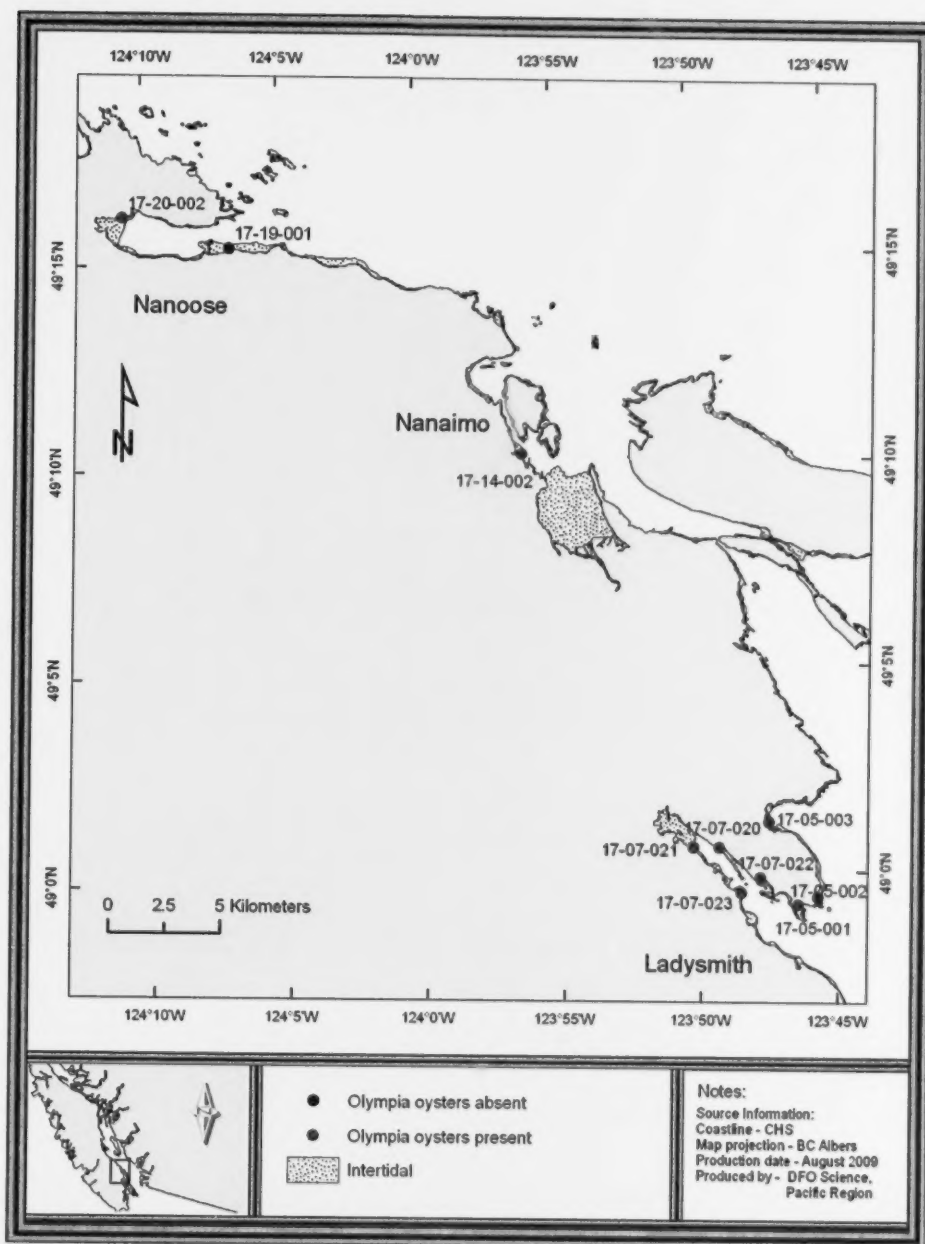 124°10'W 124°5'W 124°0'W 123°55'W 123°50'W 123°45'W
17-20-002
17-19-001
49°15'N 49°15'N
Nanoose
N
Nanaimo
17-14-002
49°10'N 49°10'N
49°5'N 49°5'N
17-05-003
17-07-020
17-07-021
17-07-022
49°0'N 49°0'N
17-05-002
17-07-023
17-05-001
0 2.5 5 Kilometers
Ladysmith
124°10'W 124°5'W 124°0'W 123°55'W 123°50'W 123°45'W
Olympia oysters absent
Olympia oysters present
Intertidal
Notes:
Source Information:
Coastline - CHS
Map projection - BC Albers
Production date - August 2009
Produced by - DFO Science,
Pacific Region